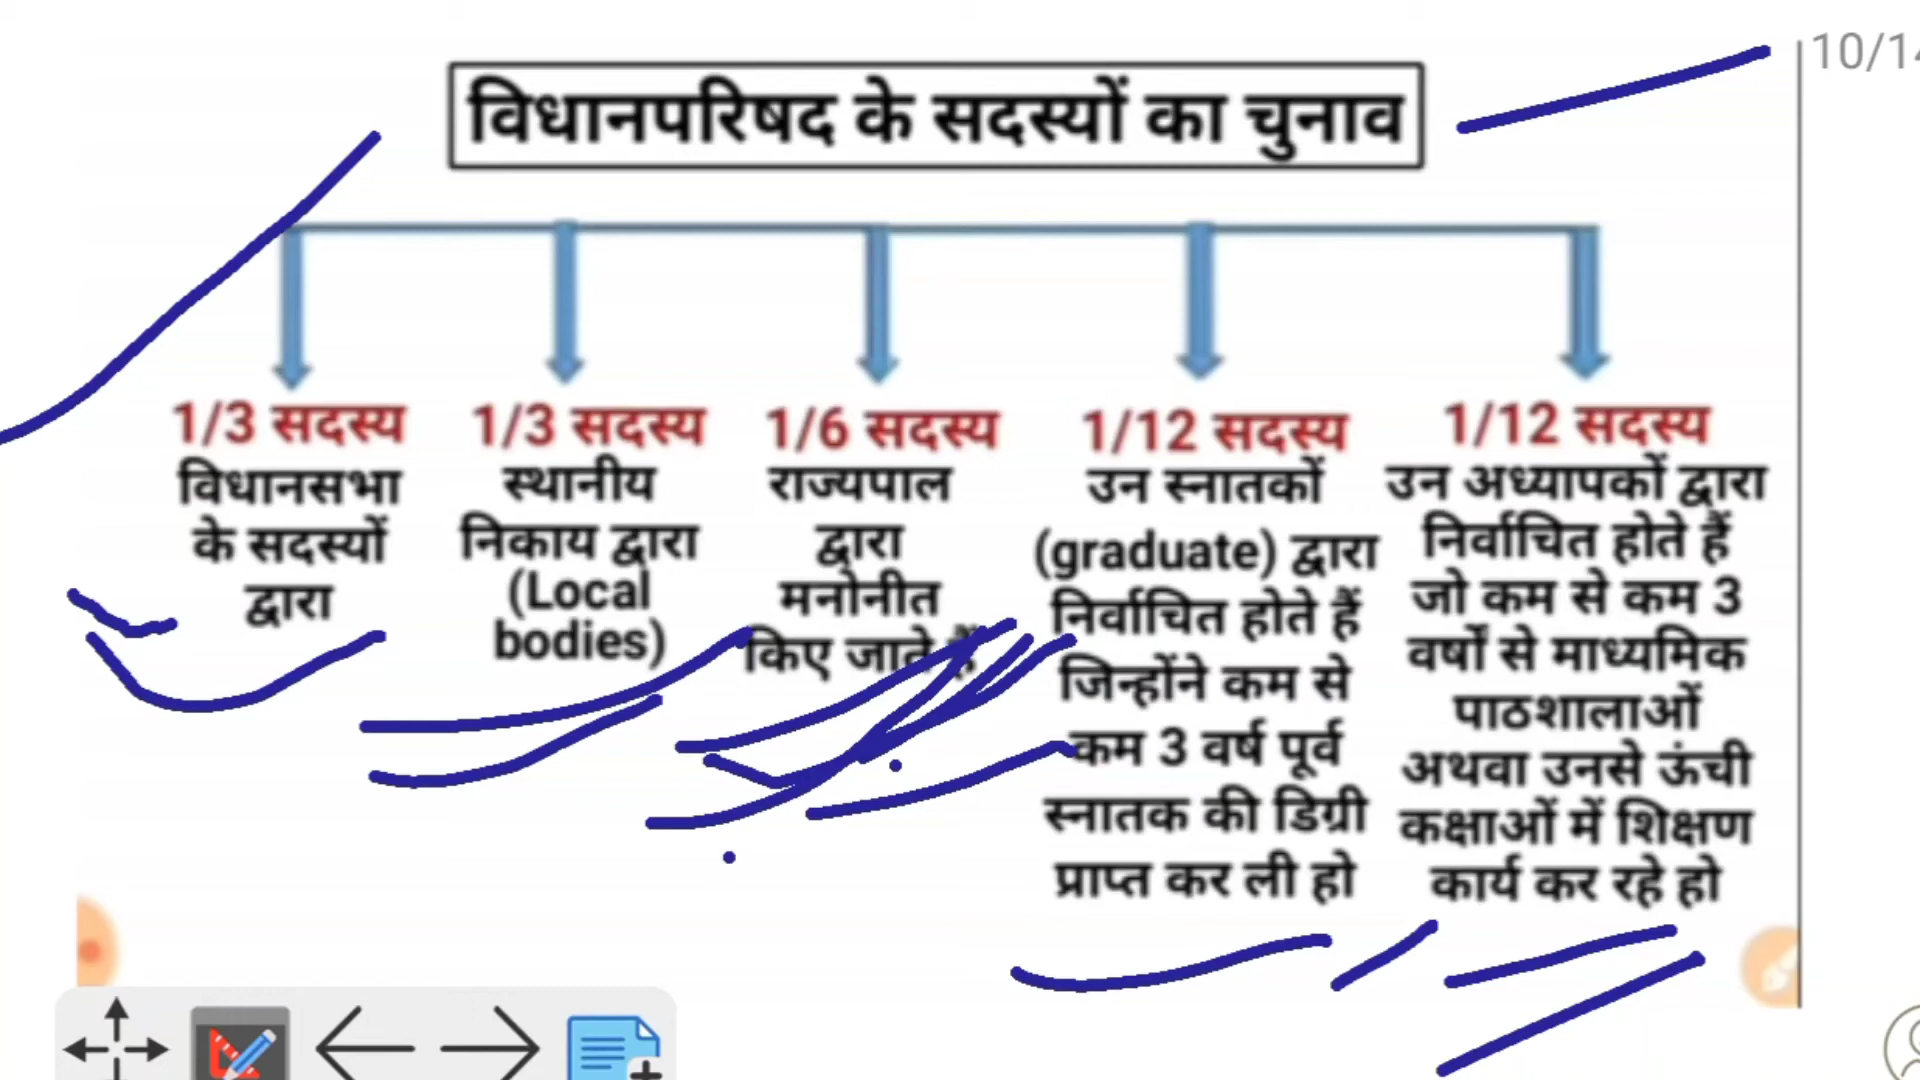 10/14
विधानपरिषद के सदस्यों का चुनाव
1/3 सदस्य
विधानसभा
के सदस्यों
द्वारा
1/3 सदस्य
स्थानीय
निकाय द्वारा
(Local
bodies)
1/6 सदस्य
राज्यपाल
द्वारा
मनोनीत
किए जाते हैं
1/12 सदस्य
उन स्नातकों
(graduate) द्वारा
निर्वाचित होते हैं
जिन्होंने कम से
कम 3 वर्ष पूर्व
स्नातक की डिग्री
प्राप्त कर ली हो
1/12 सदस्य
उन अध्यापकों द्वारा
निर्वाचित होते हैं
जो कम से कम 3
वर्षों से माध्यमिक
पाठशालाओं
अथवा उनसे ऊंची
कक्षाओं में शिक्षण
कार्य कर रहे हो